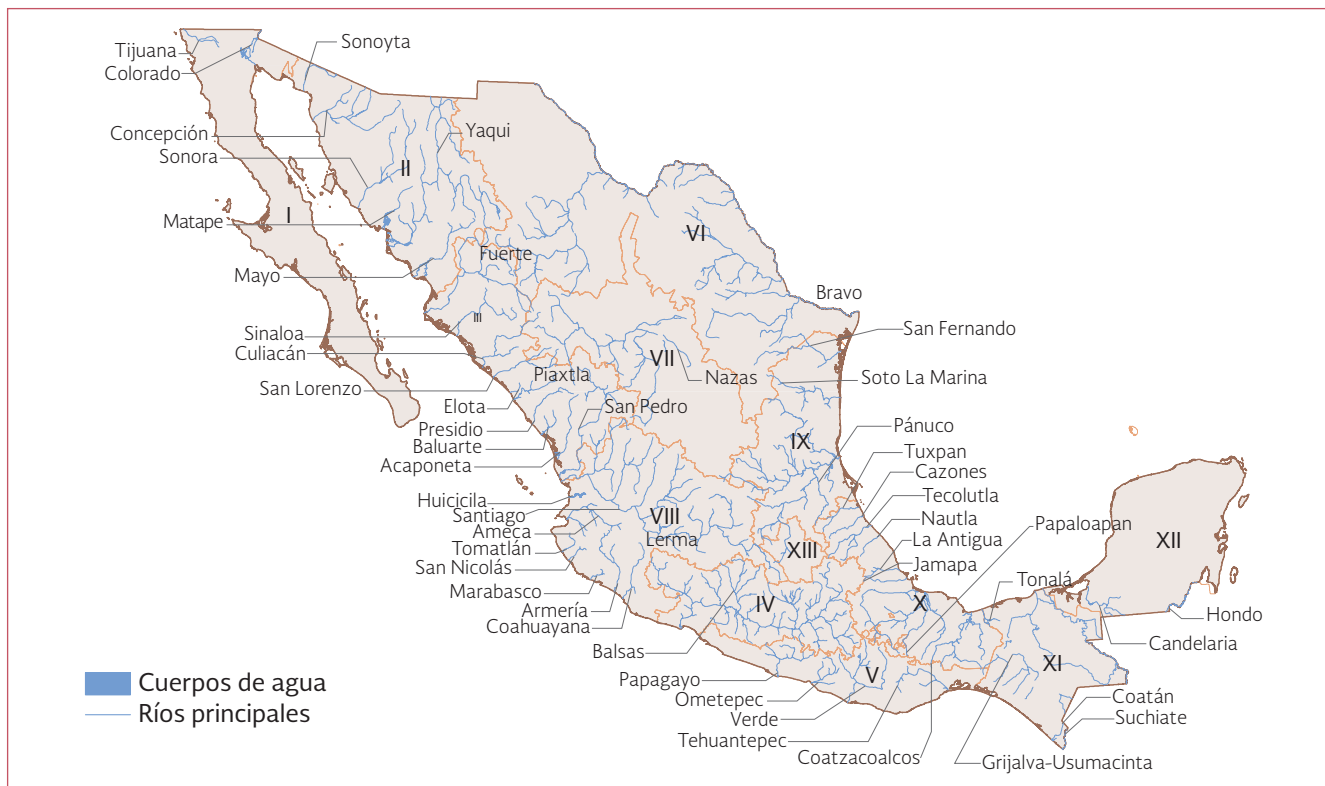 Tijuana
Sonoyta
Colorado
Concepción
Yaqui
Sonora
II
Matape
I
VI
Fuerte
Mayo
Bravo
Sinaloa
III
San Fernando
Culiacán
VII
Piaxtla
Nazas
Soto La Marina
San Lorenzo
Elota
San Pedro
Presidio
Pánuco
Baluarte
IX
Tuxpan
Acaponeta
Cazones
Tecolutla
Huicicila
Santiago
VIII
Nautla
Papaloapan
Ameca
Lerma
La Antigua
XII
Tomatlán
XIII
San Nicolás
Jamapa
Tonalá
Marabasco
Armería
IV
X
Hondo
Coahuayana
Candelaria
Balsas
XI
Papagayo
V
Cuerpos de agua
Ometepec
Coatán
Ríos principales
Verde
Suchiate
Tehuantepec
Coatzacoalcos
Grijalva-Usumacinta